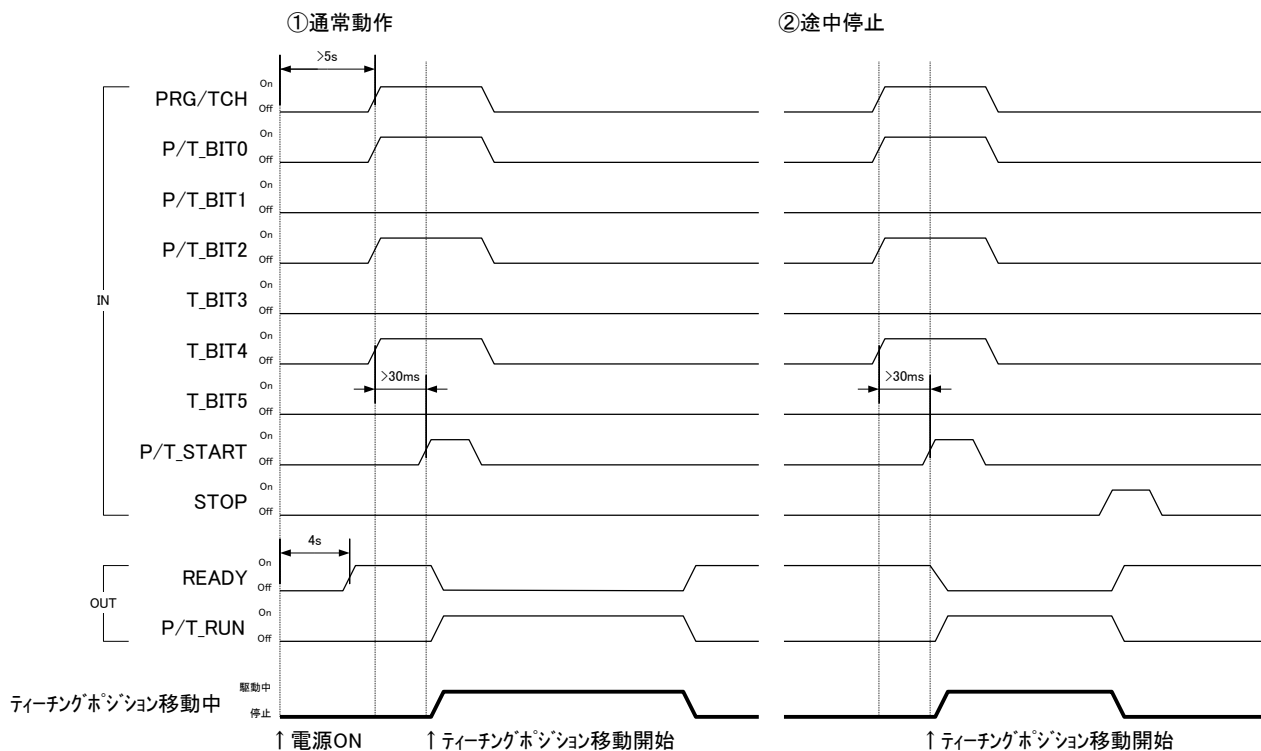 ①通常動作
②途中停止
>5s
PRG/TCH On Off
P/T_BIT0 On Off
P/T_BIT1 On Off
P/T_BIT2 On Off
IN
T_BIT3 On Off
T_BIT4 On Off
>30ms >30ms
T_BIT5 On Off
P/T_START On Off
STOP On Off
4s
READY On Off
OUT
P/T_RUN On Off
ティーチングポジション移動中 駆動中 停止
↑電源ON ↑ティーチングポジション移動開始 ↑ティーチングポジション移動開始